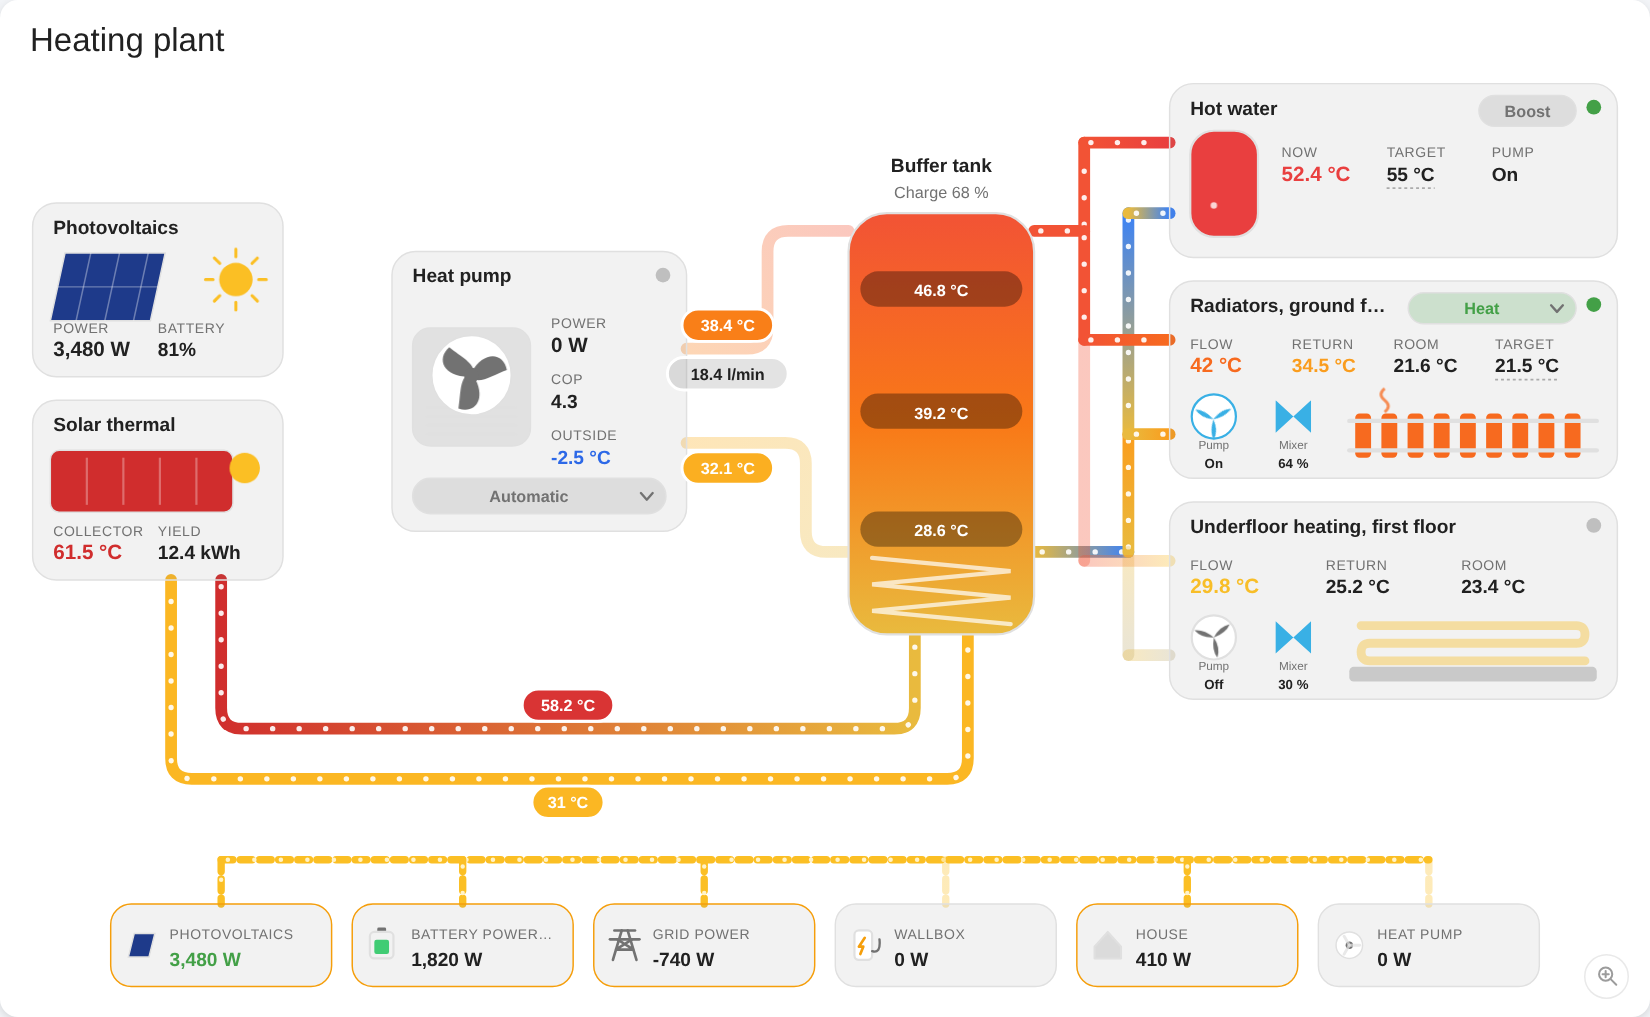 Heating plant
Photovoltaics
POWER BATTERY
3,480 W 81%
Solar thermal
COLLECTOR YIELD
61.5 °C 12.4 kWh
Heat pump
POWER
0 W
COP
4.3
OUTSIDE
-2.5 °C
Automatic
38.4 °C
18.4 l/min
32.1 °C
Buffer tank
Charge 68 %
46.8 °C
39.2 °C
28.6 °C
58.2 °C
31 °C
Hot water Boost
NOW TARGET PUMP
52.4 °C 55 °C On
Radiators, ground f... Heat
FLOW RETURN ROOM TARGET
42 °C 34.5 °C 21.6 °C 21.5 °C
Pump Mixer
On 64 %
Underfloor heating, first floor
FLOW RETURN ROOM
29.8 °C 25.2 °C 23.4 °C
Pump Mixer
Off 30 %
PHOTOVOLTAICS
3,480 W
BATTERY POWER...
1,820 W
GRID POWER
-740 W
WALLBOX
0 W
HOUSE
410 W
HEAT PUMP
0 W